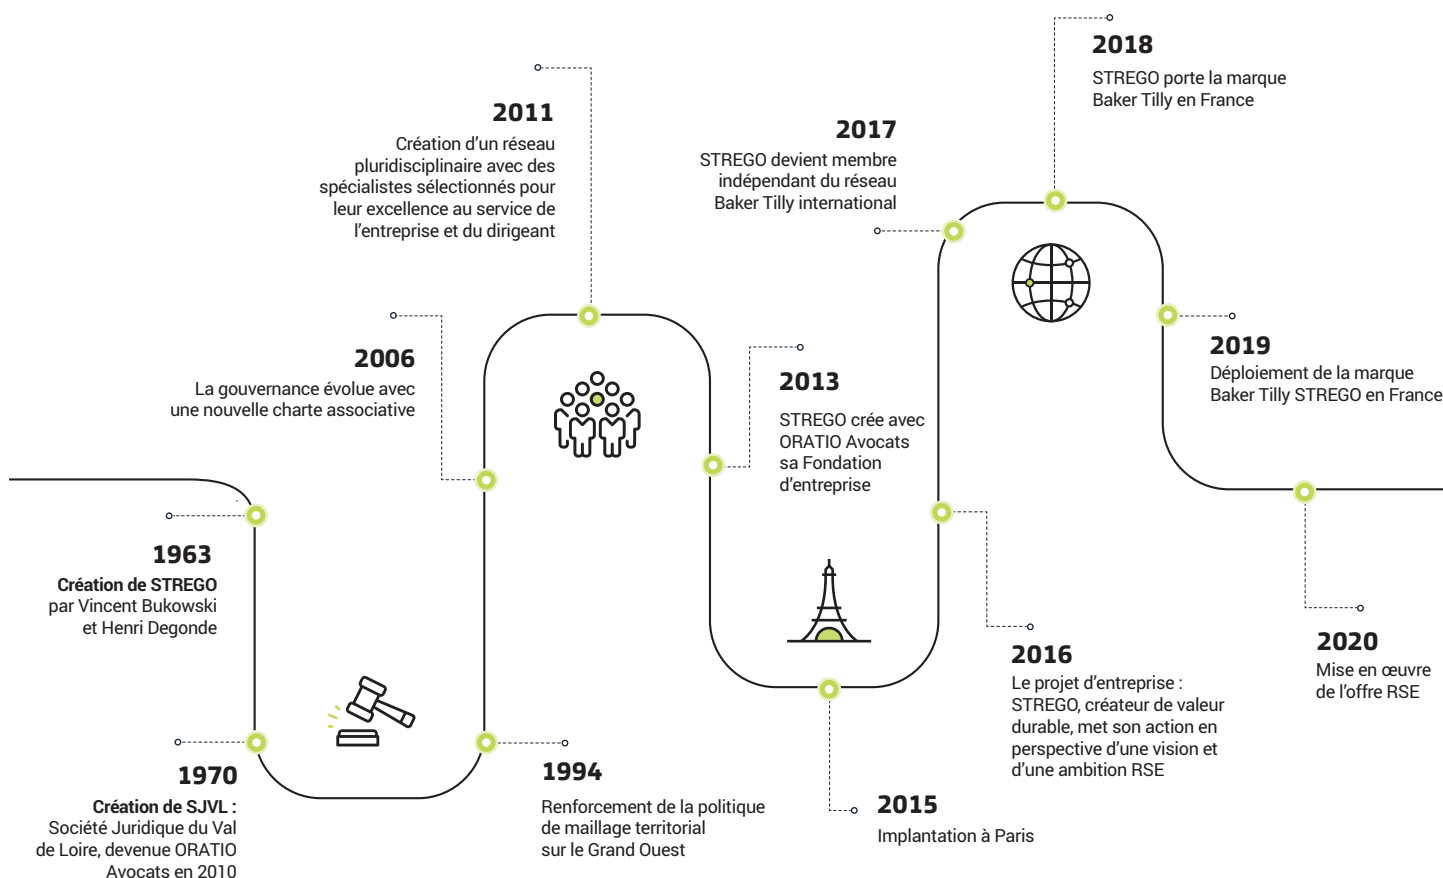 1963
Création de STREGO
par Vincent Bukowski
et Henri Degonde
1970
Création de SJVL :
Société Juridique du Val
de Loire, devenue ORATIO
Avocats en 2010
1994
Renforcement de la politique
de maillage territorial
sur le Grand Ouest
2006
La gouvernance évolue avec
une nouvelle charte associative
2011
Création d'un réseau
pluridisciplinaire avec des
spécialistes sélectionnés pour
leur excellence au service de
l'entreprise et du dirigeant
2013
STREGO crée avec
ORATIO Avocats
sa Fondation
d'entreprise
2015
Implantation à Paris
2016
Le projet d'entreprise :
STREGO, créateur de valeur
durable, met son action en
perspective d'une vision et
d'une ambition RSE
2017
STREGO devient membre
indépendant du réseau
Baker Tilly international
2018
STREGO porte la marque
Baker Tilly en France
2019
Déploiement de la marque
Baker Tilly STREGO en France
2020
Mise en œuvre
de l'offre RSE